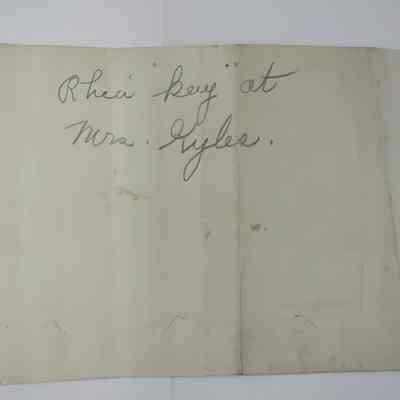 Rhea "key" at
Mrs. Gyles.